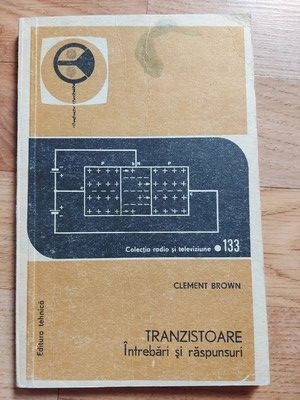 Colecția radio și televiziune • 133
CLEMENT BROWN
TRANZISTOARE
Întrebări și răspunsuri
Editura tehnică